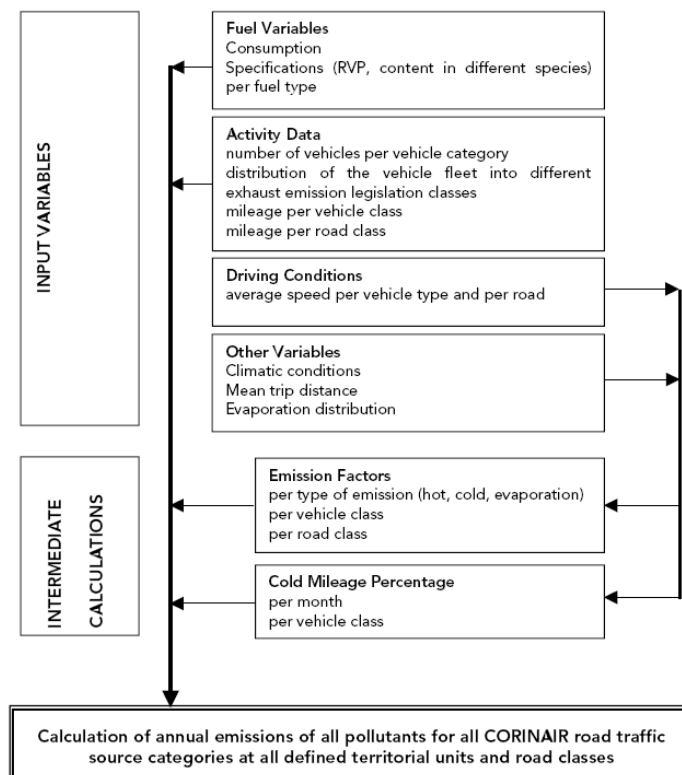 INPUT VARIABLES
Fuel Variables
Consumption
Specifications (RVP, content in different species)
per fuel type
Activity Data
number of vehicles per vehicle category
distribution of the vehicle fleet into different
exhaust emission legislation classes
mileage per vehicle class
mileage per road class
Driving Conditions
average speed per vehicle type and per road
Other Variables
Climatic conditions
Mean trip distance
Evaporation distribution
INTERMEDIATE
CALCULATIONS
Emission Factors
per type of emission (hot, cold, evaporation)
per vehicle class
per road class
Cold Mileage Percentage
per month
per vehicle class
Calculation of annual emissions of all pollutants for all CORINAIR road traffic
source categories at all defined territorial units and road classes